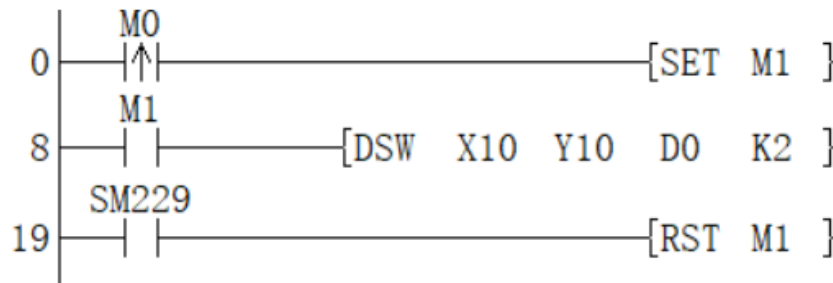 M0
0 [SET M1 ]
M1
8 [DSW X10 Y10 D0 K2 ]
SM229
19 [RST M1 ]